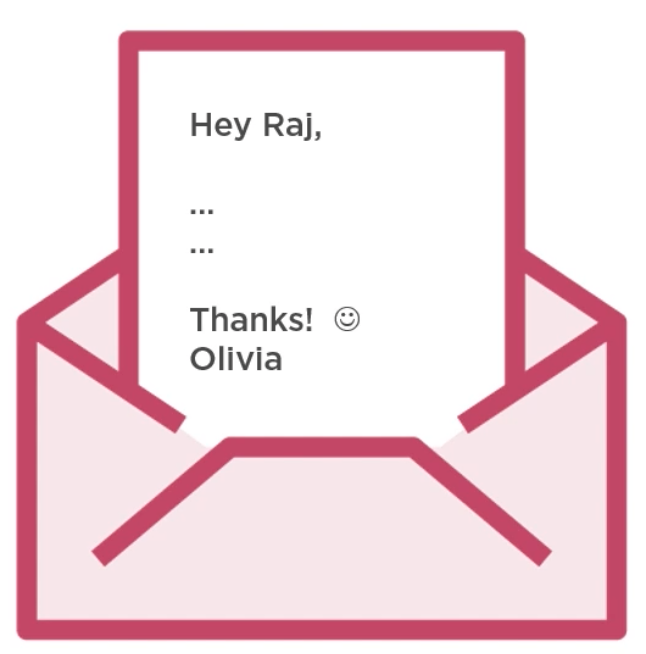 Hey Raj,
...
...
Thanks! ☺
Olivia